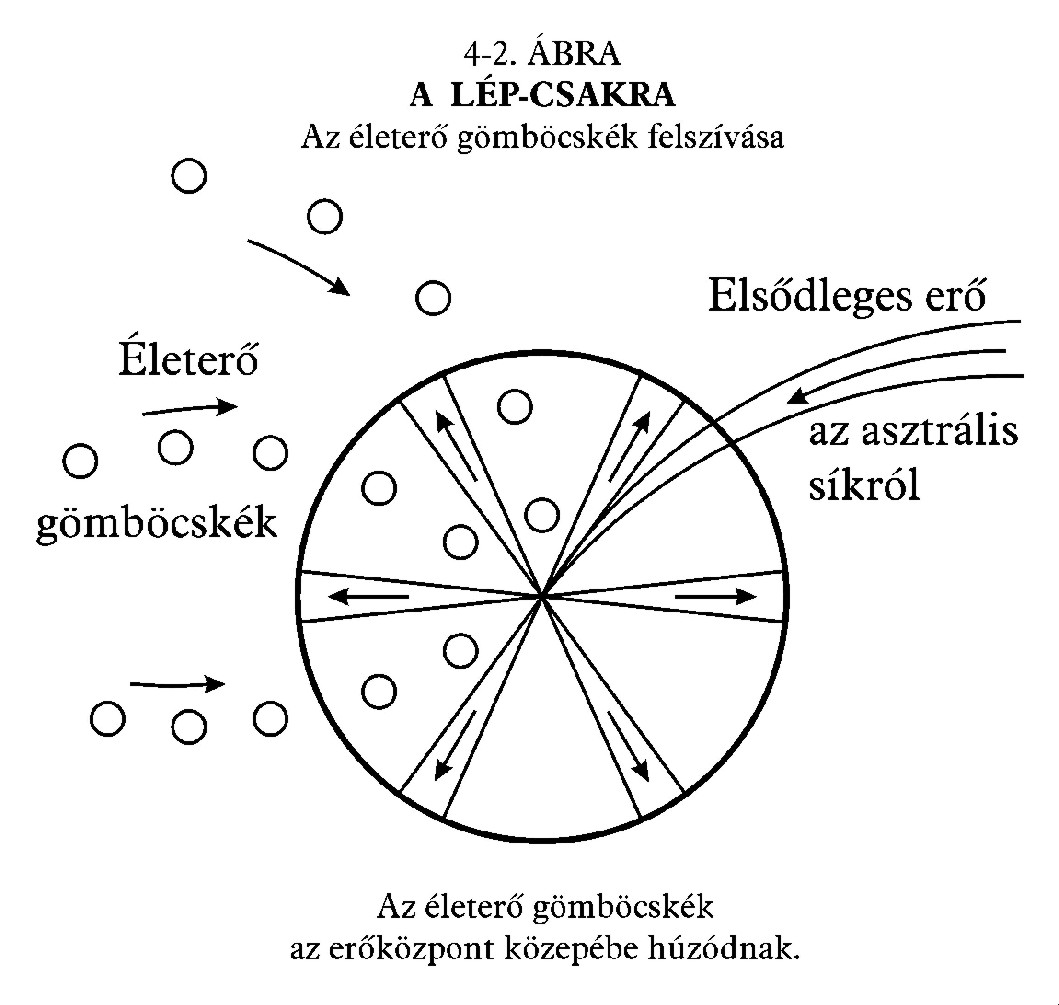 4-2. ÁBRA
A LÉP-CSAKRA
Az életerő gömböcskék felszívása
Elsődleges erő
Életerő
az asztrális
síkról
gömböcskék
Az életerő gömböcskék
az erőközpont közepébe húzódnak.